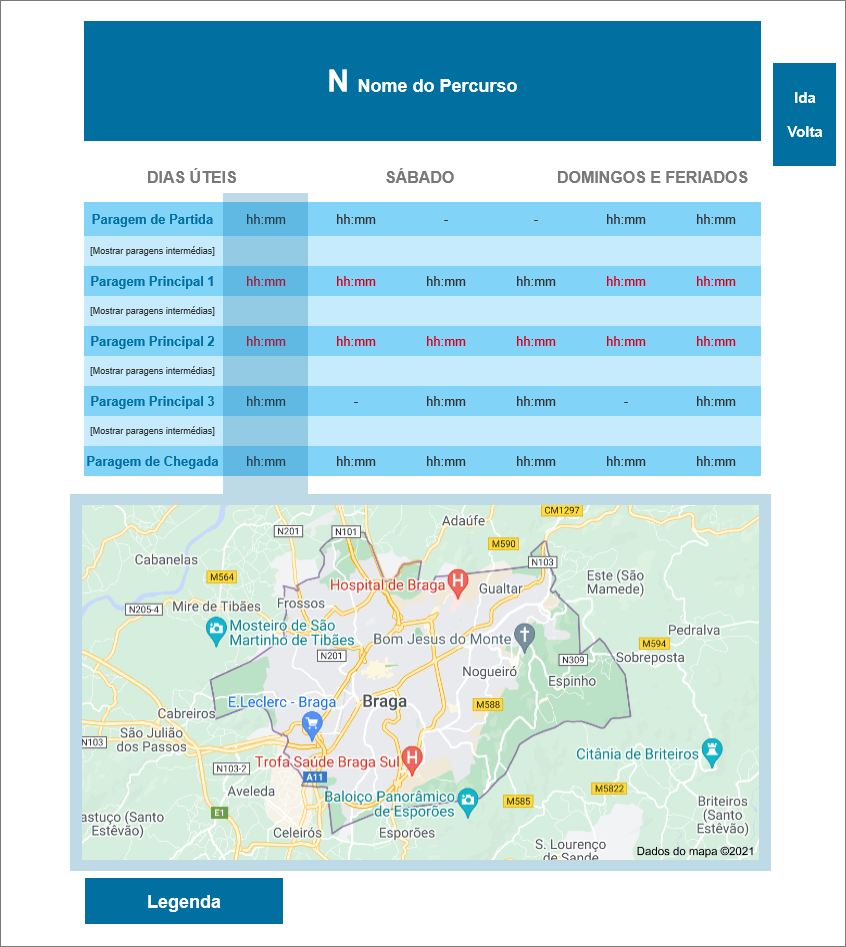 N Nome do Percurso
Ida
Volta
DIAS ÚTEIS SÁBADO DOMINGOS E FERIADOS
Paragem de Partida hh:mm hh:mm - - hh:mm hh:mm
[Mostrar paragens intermédias]
Paragem Principal 1 hh:mm hh:mm hh:mm hh:mm hh:mm hh:mm
[Mostrar paragens intermédias]
Paragem Principal 2 hh:mm hh:mm hh:mm hh:mm hh:mm hh:mm
[Mostrar paragens intermédias]
Paragem Principal 3 hh:mm - hh:mm hh:mm - hh:mm
[Mostrar paragens intermédias]
Paragem de Chegada hh:mm hh:mm hh:mm hh:mm hh:mm hh:mm
CM1297
Adaúfe
N201
N101
M590
Cabanelas
N103
M564
Hospital de Braga
Gualtar
Este (São
Mamede)
N205-4
Mire de Tibães
Frossos
Mosteiro de São
Martinho de Tibães
Bom Jesus do Monte
Pedralva
M594
N201
N309
Sobreposta
Nogueiró
Espinho
E.Leclerc - Braga
Braga
M588
Cabreiros
São Julião
dos Passos
N103
Citânia de Briteiros
N103-2
Trofa Saúde Braga Sul
A11
Aveleda
M5822
Baloiço Panorâmico
de Esporões
M585
Briteiros
(Santo
Estêvão)
E1
astuço (Santo
Estêvão)
Celeirós
Esporões
S. Lourenço
de Sande
Dados do mapa ©2021
Legenda